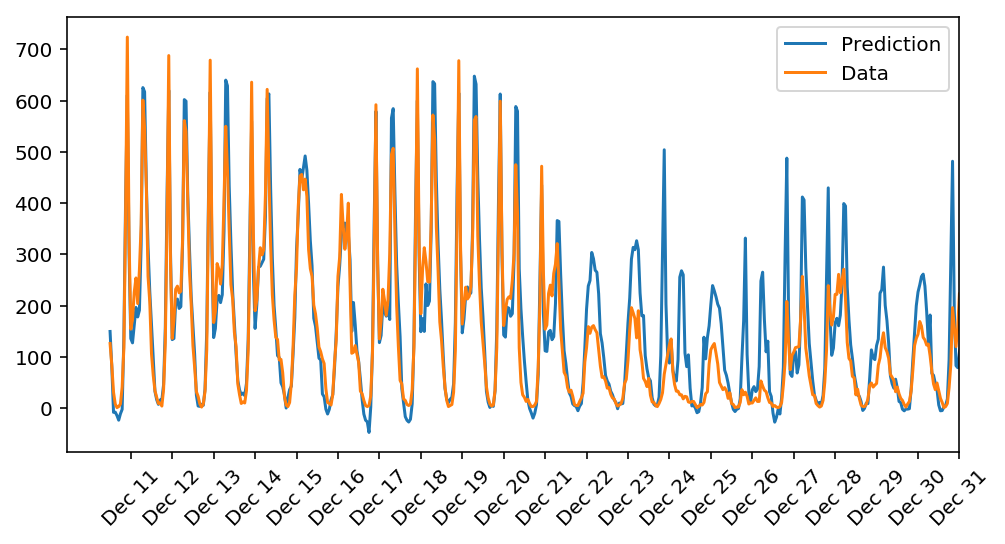 Prediction
Data
700
600
500
400
300
200
100
0
Dec 11
Dec 12
Dec 13
Dec 14
Dec 15
Dec 16
Dec 17
Dec 18
Dec 19
Dec 20
Dec 21
Dec 22
Dec 23
Dec 24
Dec 25
Dec 26
Dec 27
Dec 28
Dec 29
Dec 30
Dec 31